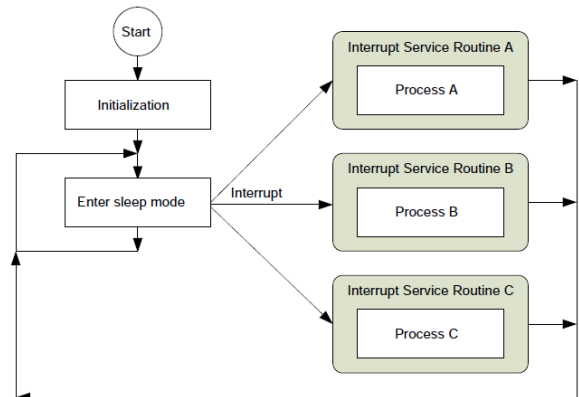 Start
Initialization
Enter sleep mode
Interrupt
Interrupt Service Routine A
Process A
Interrupt Service Routine B
Process B
Interrupt Service Routine C
Process C